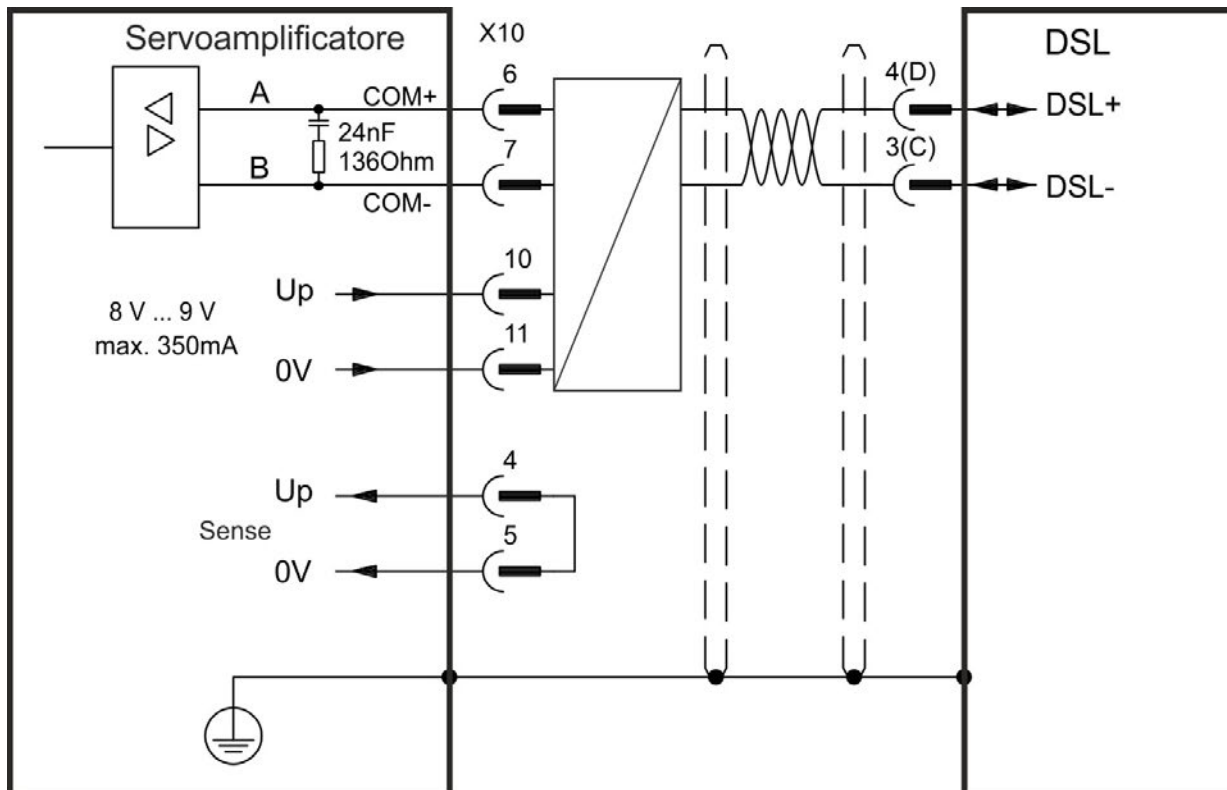 Servoamplificatore
X10
DSL
A
COM+
6
4(D)
DSL+
24nF
136Ohm
7
3(C)
B
COM-
DSL-
8 V ... 9 V
max. 350mA
Up
10
0V
11
Up
4
Sense
0V
5